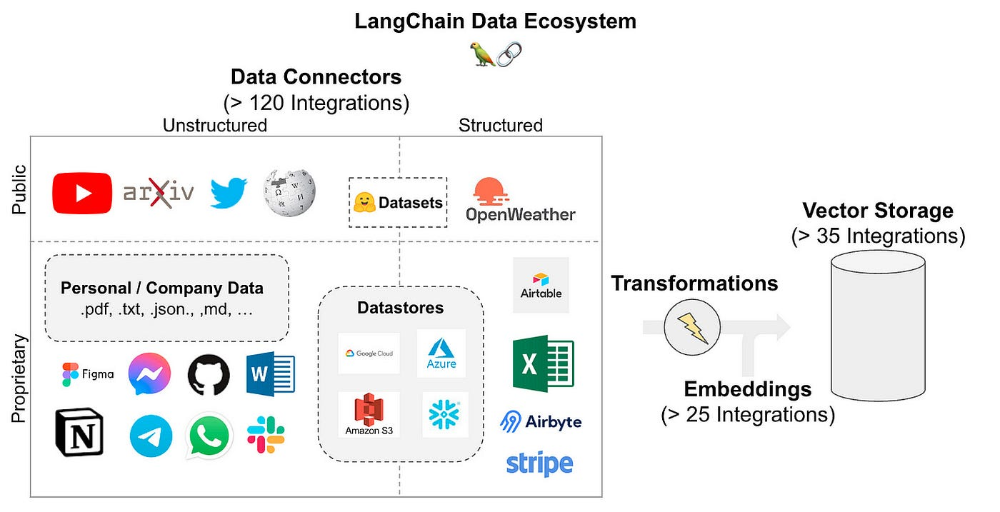 LangChain Data Ecosystem
Data Connectors
(> 120 Integrations)
Unstructured
Structured
Public
arXiv
Datasets
OpenWeather
Vector Storage
(> 35 Integrations)
Proprietary
Personal / Company Data
.pdf, .txt, .json., ,md, …
Datastores
Airtable
Transformations
Google Cloud
Azure
Figma
W
X
Embeddings
(> 25 Integrations)
N
Amazon S3
Airbyte
stripe